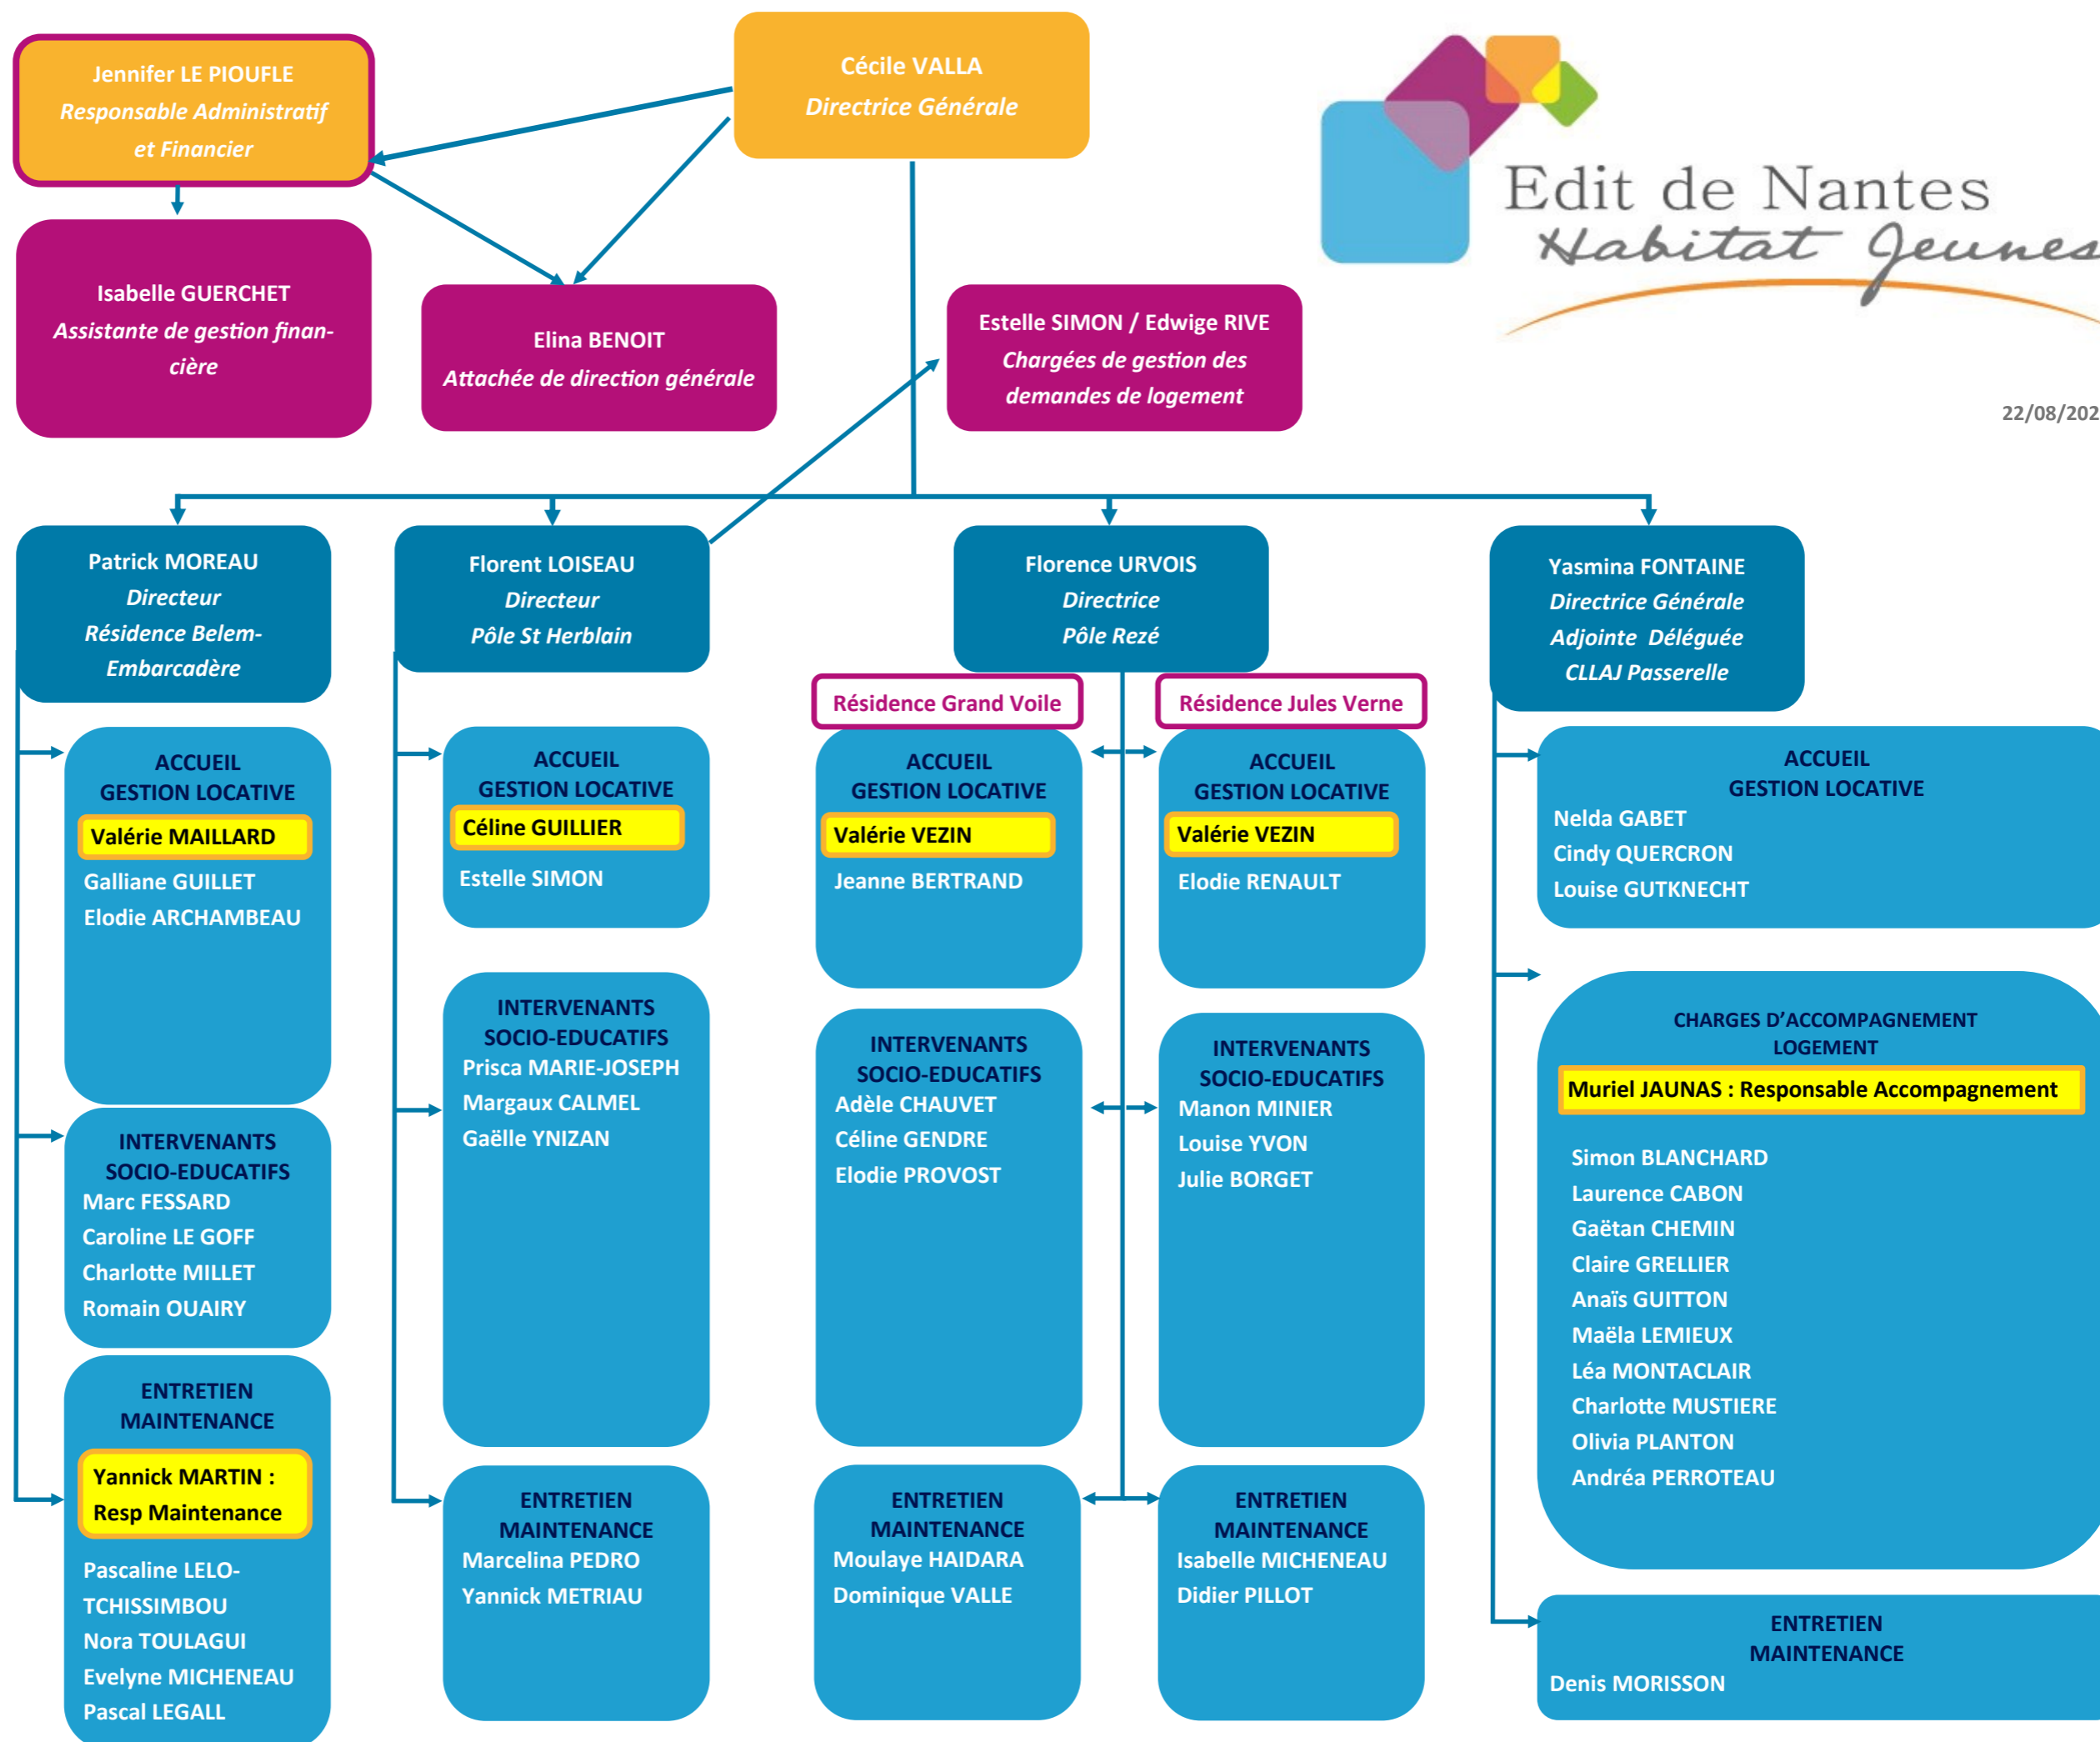 Jennifer LE PIOUFLE
Responsable Administratif
et Financier
Cécile VALLA
Directrice Générale
Edit de Nantes
Habitat Jeunes
Isabelle GUERCHET
Assistante de gestion finan-
cière
Elina BENOIT
Attachée de direction générale
Estelle SIMON / Edwige RIVE
Chargées de gestion des
demandes de logement
22/08/202
Patrick MOREAU
Directeur
Résidence Belem-
Embarcadère
Florent LOISEAU
Directeur
Pôle St Herblain
Florence URVOIS
Directrice
Pôle Rezé
Yasmina FONTAINE
Directrice Générale
Adjointe Déléguée
CLLAJ Passerelle
ACCUEIL
GESTION LOCATIVE
Valérie MAILLARD
Galliane GUILLET
Elodie ARCHAMBEAU
INTERVENANTS
SOCIO-EDUCATIFS
Marc FESSARD
Caroline LE GOFF
Charlotte MILLET
Romain OUAIRY
ENTRETIEN
MAINTENANCE
Yannick MARTIN :
Resp Maintenance
Pascaline LELO-
TCHISSIMBOU
Nora TOULAGUI
Evelyne MICHENEAU
Pascal LEGALL
ACCUEIL
GESTION LOCATIVE
Céline GUILLIER
Estelle SIMON
INTERVENANTS
SOCIO-EDUCATIFS
Prisca MARIE-JOSEPH
Margaux CALMEL
Gaëlle YNIZAN
ENTRETIEN
MAINTENANCE
Marcelina PEDRO
Yannick METRIAU
Résidence Grand Voile
ACCUEIL
GESTION LOCATIVE
Valérie VEZIN
Jeanne BERTRAND
INTERVENANTS
SOCIO-EDUCATIFS
Adèle CHAUVET
Céline GENDRE
Elodie PROVOST
ENTRETIEN
MAINTENANCE
Moulaye HAIDARA
Dominique VALLE
Résidence Jules Verne
ACCUEIL
GESTION LOCATIVE
Valérie VEZIN
Elodie RENAULT
INTERVENANTS
SOCIO-EDUCATIFS
Manon MINIER
Louise YVON
Julie BORGET
ENTRETIEN
MAINTENANCE
Isabelle MICHENEAU
Didier PILLOT
ACCUEIL
GESTION LOCATIVE
Nelda GABET
Cindy QUERCRON
Louise GUTKNECHT
CHARGES D’ACCOMPAGNEMENT
LOGEMENT
Muriel JAUNAS : Responsable Accompagnement
Simon BLANCHARD
Laurence CABON
Gaëtan CHEMIN
Claire GRELLIER
Anaïs GUITTON
Maëla LEMIEUX
Léa MONTACLAIR
Charlotte MUSTIERE
Olivia PLANTON
Andréa PERROTEAU
ENTRETIEN
MAINTENANCE
Denis MORISSON